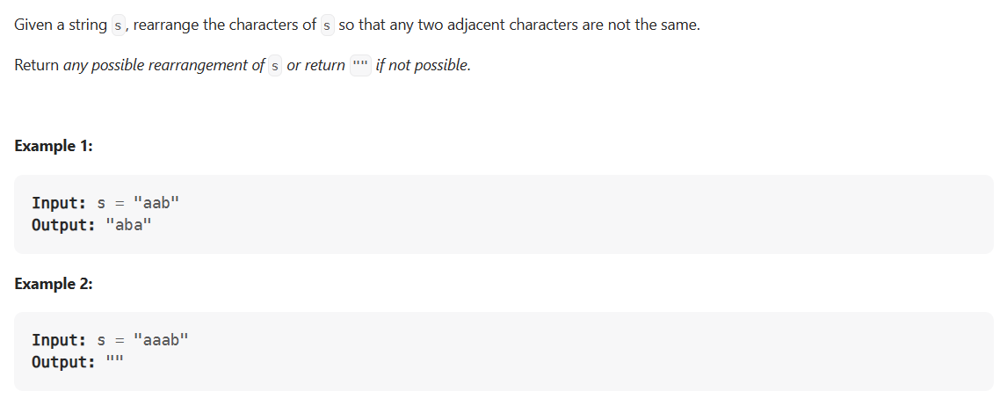 Given a string s, rearrange the characters of s so that any two adjacent characters are not the same.
Return any possible rearrangement of s or return "" if not possible.
Example 1:
Input: s = "aab"
Output: "aba"
Example 2:
Input: s = "aaab"
Output: ""